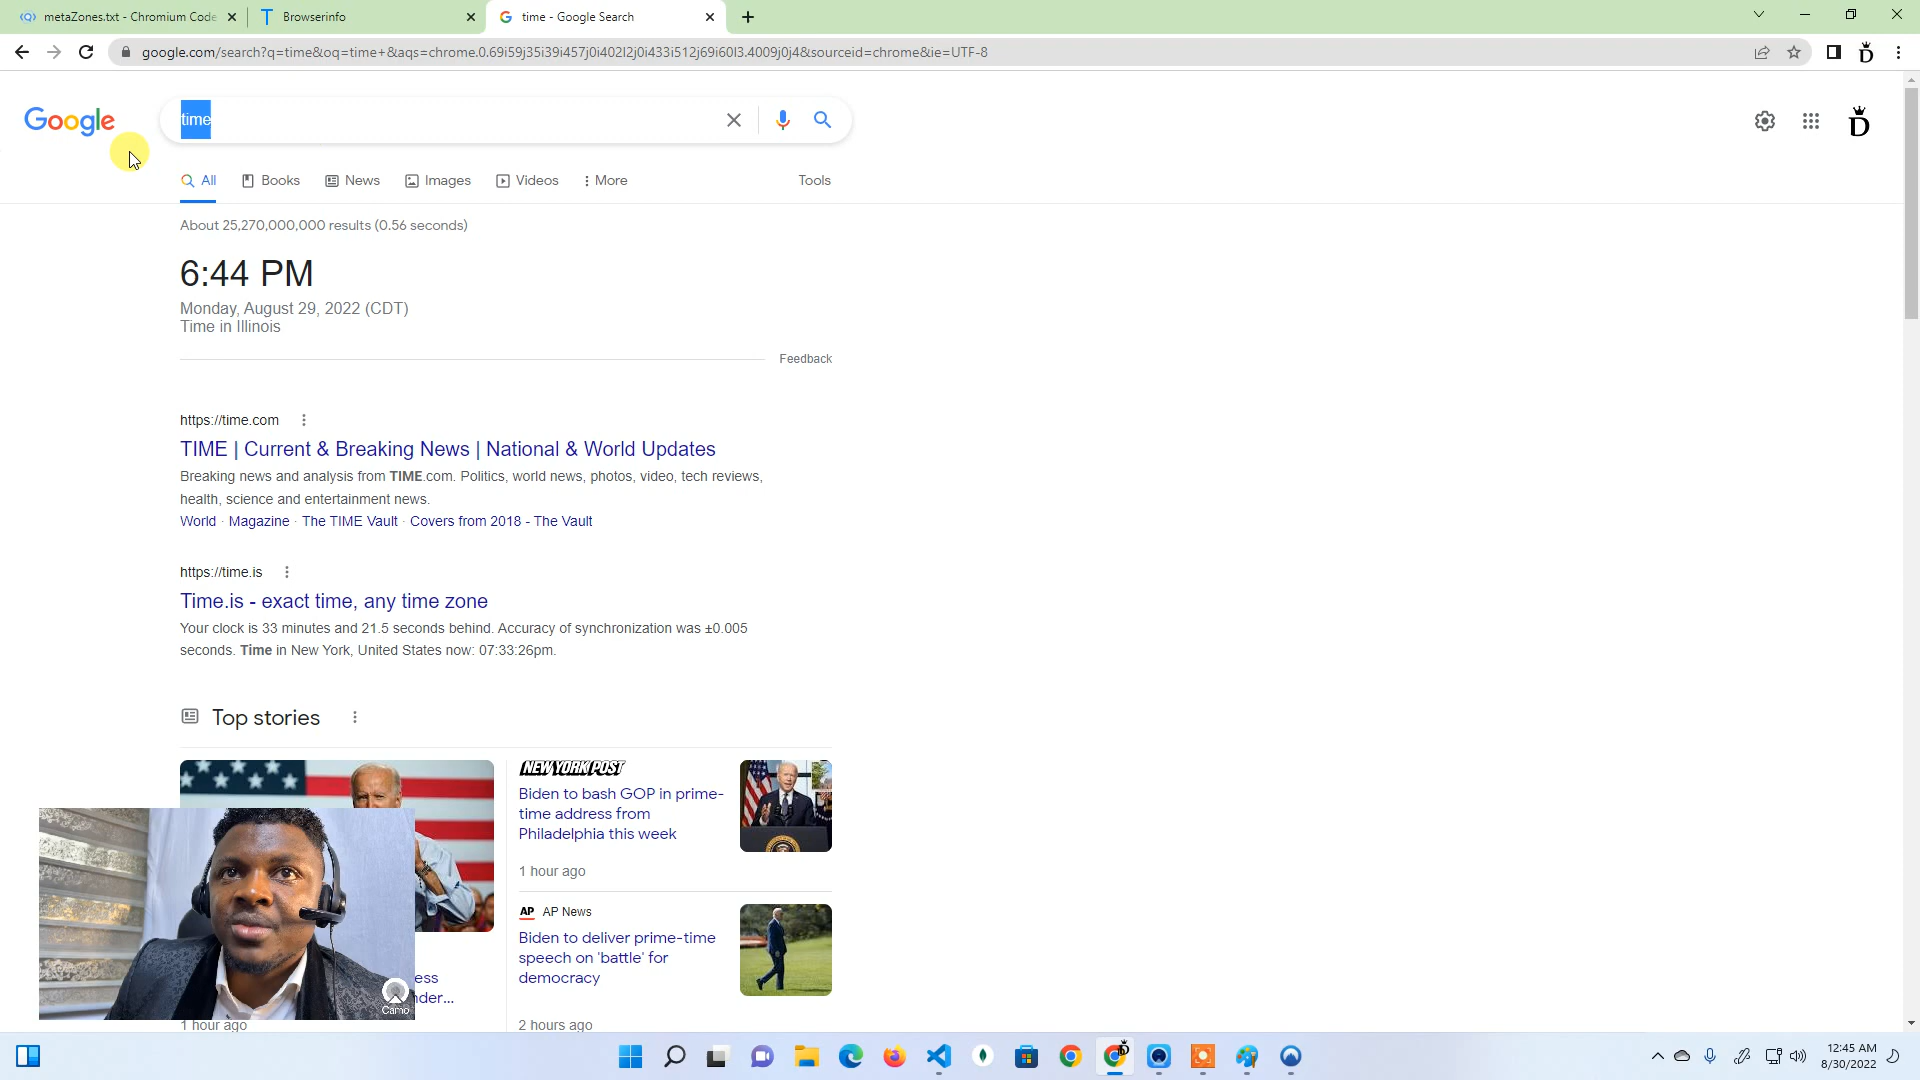 metaZones.txt - Chromium Code
Browserinfo
time - Google Search
google.com/search?q=time&oq=time+&aqs=chrome.0.69i59j35i39i457j0i402l2j0i433i512j69i60l3.4009j0j4&sourceid=chrome&ie=UTF-8
D
Google
time
D
All
Books
News
Images
Videos
More
Tools
About 25,270,000,000 results (0.56 seconds)
6:44 PM
Monday, August 29, 2022 (CDT)
Time in Illinois
Feedback
https://time.com
TIME | Current & Breaking News | National & World Updates
Breaking news and analysis from TIME.com. Politics, world news, photos, video, tech reviews,
health, science and entertainment news.
World · Magazine · The TIME Vault · Covers from 2018 - The Vault
https://time.is
Time.is - exact time, any time zone
Your clock is 33 minutes and 21.5 seconds behind. Accuracy of synchronization was ±0.005
seconds. Time in New York, United States now: 07:33:26pm.
Top stories
NEW YORK POST
Biden to bash GOP in prime-
time address from
Philadelphia this week
1 hour ago
AP AP News
Biden to deliver prime-time
speech on 'battle' for
democracy
2 hours ago
ess
nder...
1 hour ago
Camo
12:45 AM
8/30/2022